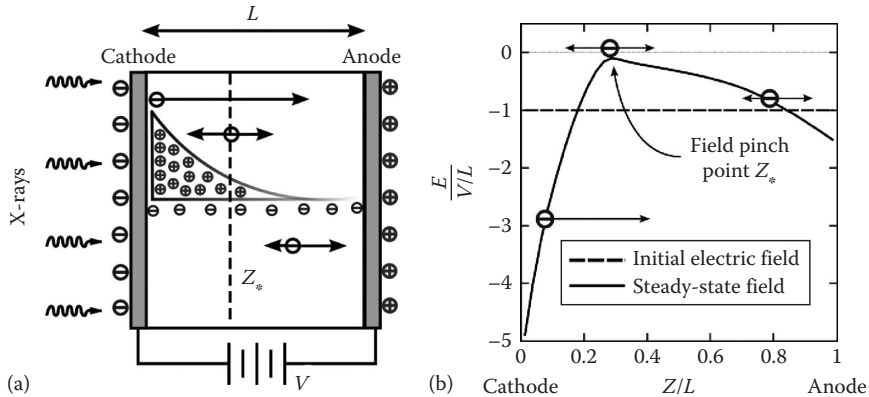 L
Cathode
Anode
X-rays
Z*
V
(a)
E
V/L
0
−1
−2
−3
−4
−5
Field pinch
point Z*
Initial electric field
Steady-state field
0 0.2 0.4 0.6 0.8 1
Cathode Z/L Anode
(b)